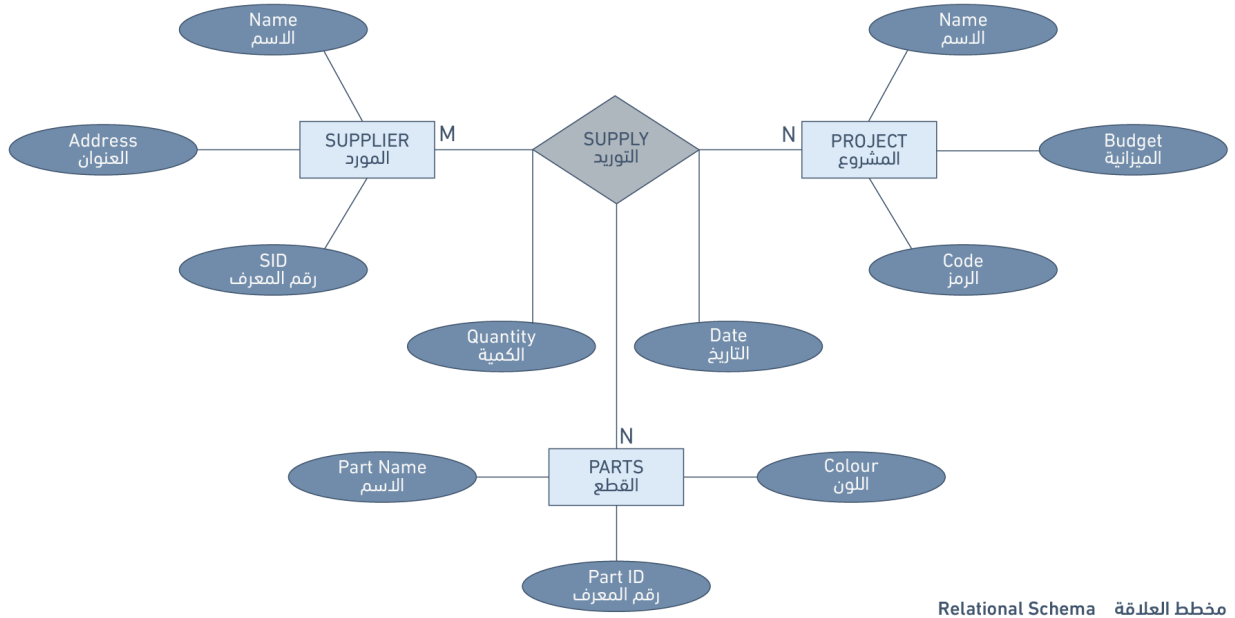 Name
الاسم
Name
الاسم
Address
العنوان
SUPPLIER
المورد
M
SUPPLY
التوريد
N
PROJECT
المشروع
Budget
الميزانية
SID
رقم المعرف
Code
الرمز
Quantity
الكمية
Date
التاريخ
N
Part Name
الاسم
PARTS
القطع
Colour
اللون
Part ID
رقم المعرف
Relational Schema مخطط العلاقة